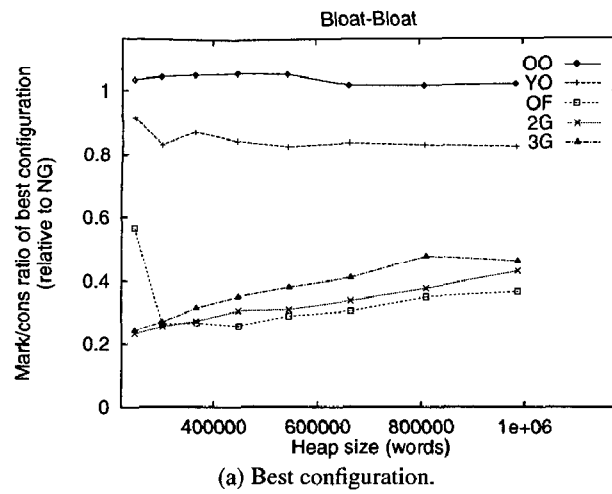 Bloat-Bloat
Mark/cons ratio of best configuration
(relative to NG)
1
0.8
0.6
0.4
0.2
0
OO
YO
OF
2G
3G
400000 600000 800000 1e+06
Heap size (words)
(a) Best configuration.